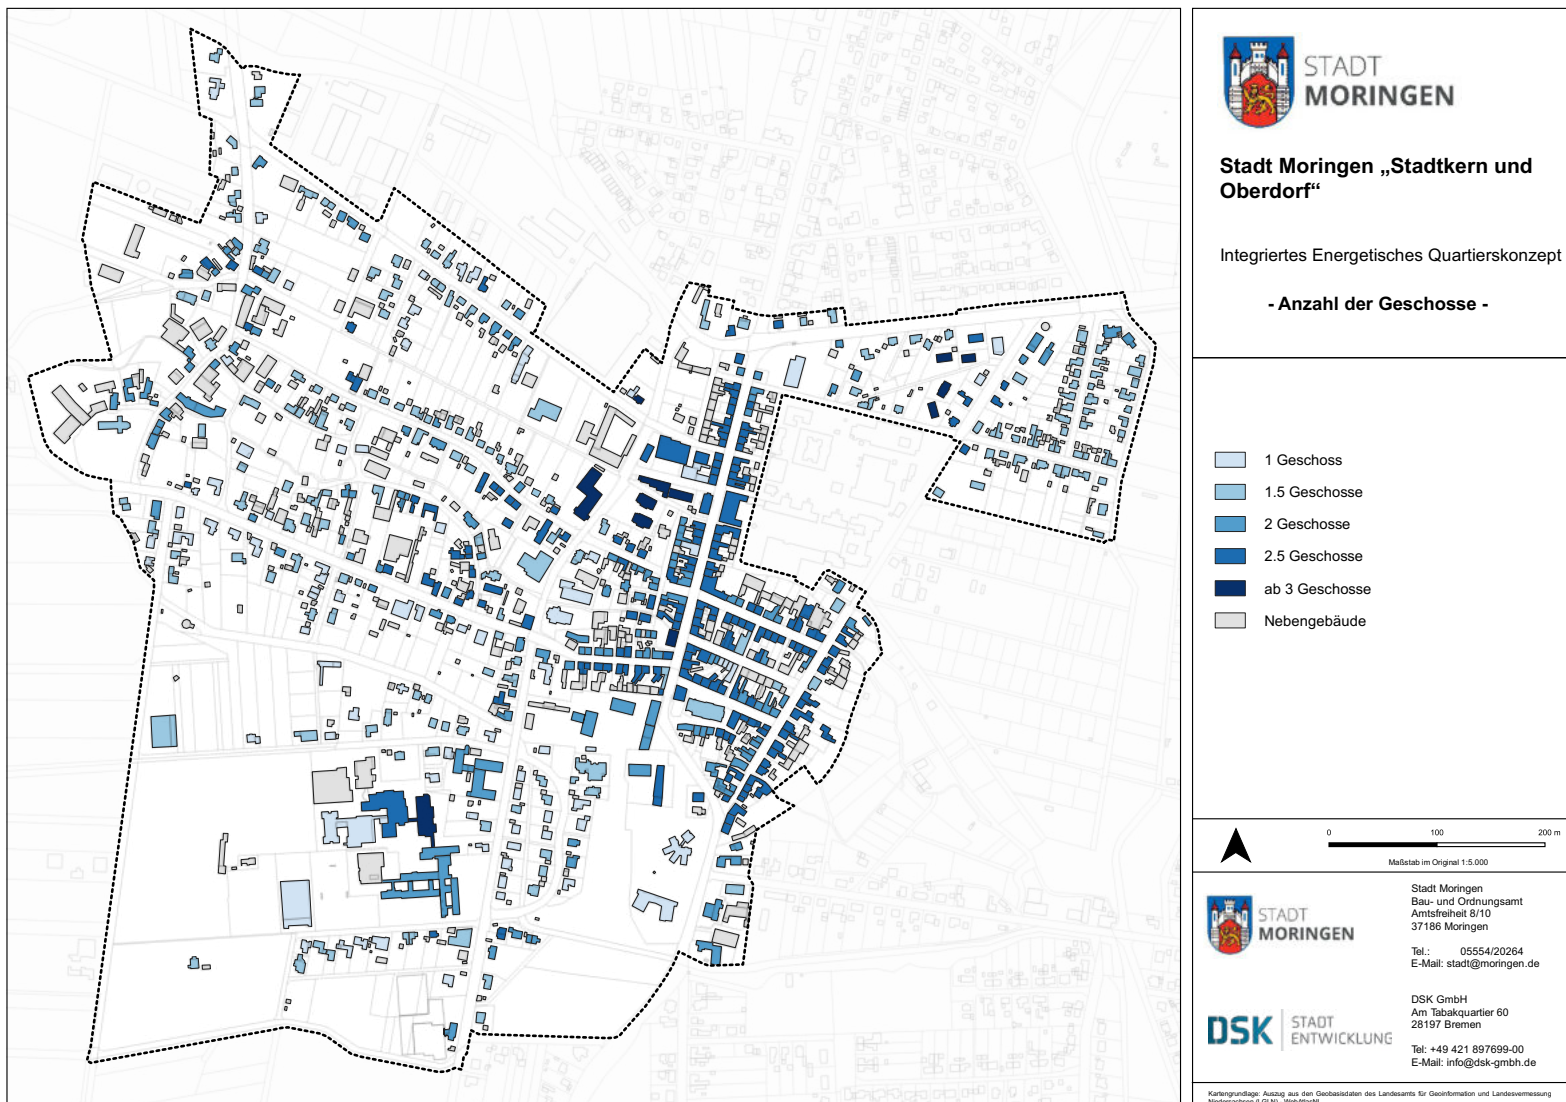 STADT
MORINGEN
Stadt Moringen „Stadtkern und
Oberdorf“
Integriertes Energetisches Quartierskonzept
- Anzahl der Geschosse -
1 Geschoss
1.5 Geschosse
2 Geschosse
2.5 Geschosse
ab 3 Geschosse
Nebengebäude
0 100 200 m
Maßstab im Original 1:5.000
STADT
MORINGEN
Stadt Moringen
Bau- und Ordnungsamt
Amtsfreiheit 8/10
37186 Moringen
Tel.: 05554/20264
E-Mail: stadt@moringen.de
DSK STADT
ENTWICKLUNG
DSK GmbH
Am Tabakquartier 60
28197 Bremen
Tel: +49 421 897699-00
E-Mail: info@dsk-gmbh.de
Kartengrundlage: Auszug aus den Geobasisdaten des Landesamts für Geoinformation und Landesvermessung